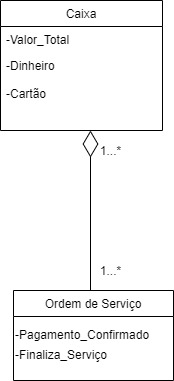 Caixa
-Valor_Total
-Dinheiro
-Cartão
1...*
1...*
Ordem de Serviço
-Pagamento_Confirmado
-Finaliza_Serviço